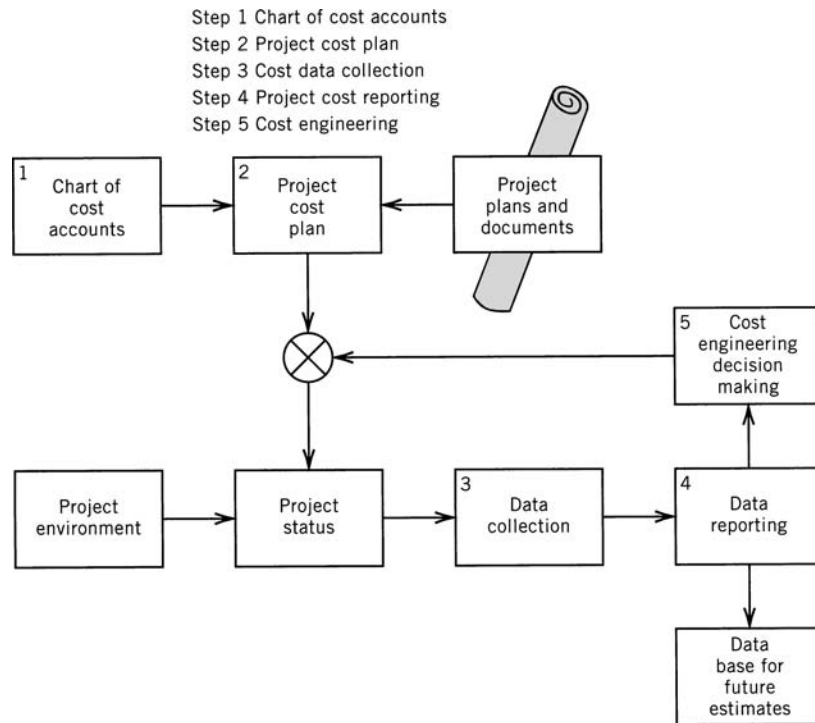 Step 1 Chart of cost accounts
Step 2 Project cost plan
Step 3 Cost data collection
Step 4 Project cost reporting
Step 5 Cost engineering
1
Chart of
cost
accounts
2
Project
cost
plan
Project
plans and
documents
5
Cost
engineering
decision
making
Project
environment
Project
status
3
Data
collection
4
Data
reporting
Data
base for
future
estimates